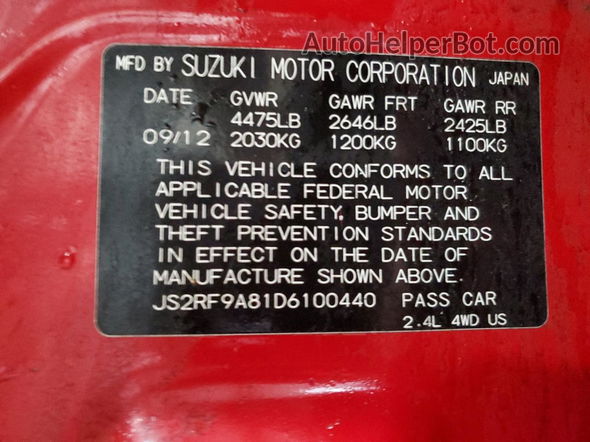 AutoHelperBot.com
MFD BY SUZUKI MOTOR CORPORATION JAPAN
DATE GVWR GAWR FRT GAWR RR
4475LB 2646LB 2425LB
09/12 2030KG 1200KG 1100KG
THIS VEHICLE CONFORMS TO ALL
APPLICABLE FEDERAL MOTOR
VEHICLE SAFETY, BUMPER AND
THEFT PREVENTION STANDARDS
IN EFFECT ON THE DATE OF
MANUFACTURE SHOWN ABOVE.
JS2RF9A81D6100440 PASS CAR
2.4L 4WD US